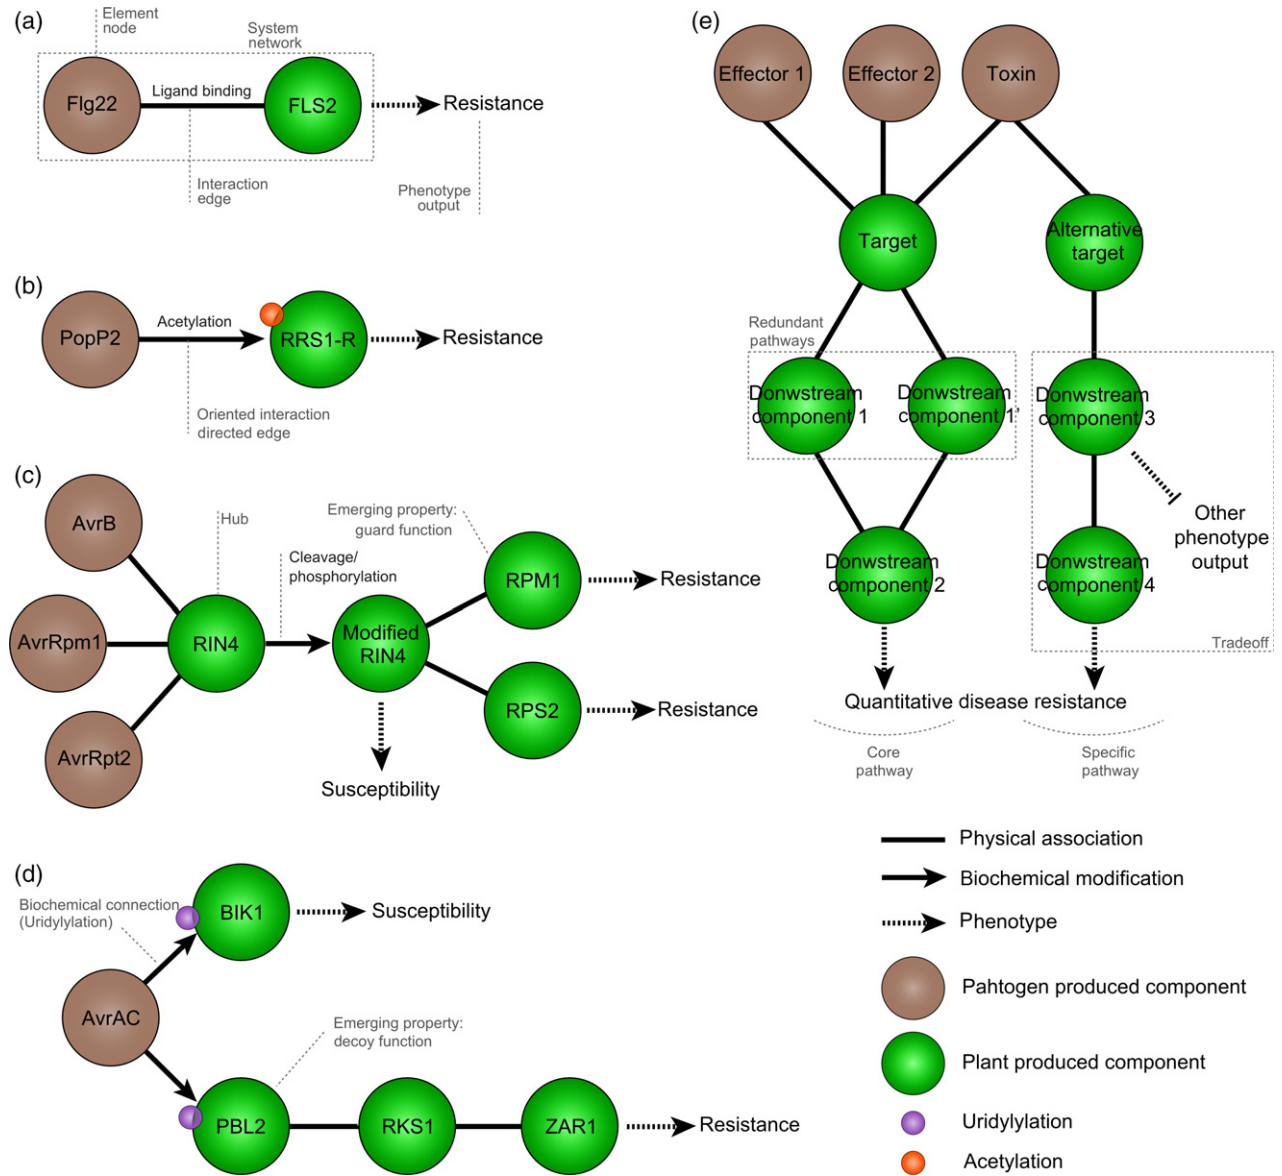 (a)
Element
node
System
network
Flg22
Ligand binding
FLS2
Resistance
Interaction
edge
Phenotype
output
(b)
PopP2
Acetylation
RRS1-R
Resistance
Oriented interaction
directed edge
(c)
AvrB
AvrRpm1
AvrRpt2
Hub
RIN4
Cleavage/
phosphorylation
Modified
RIN4
Emerging property:
guard function
RPM1
Resistance
RPS2
Resistance
Susceptibility
(d)
Biochemical connection
(Uridylylation)
BIK1
Susceptibility
AvrAC
Emerging property:
decoy function
PBL2
RKS1
ZAR1
Resistance
(e)
Effector 1
Effector 2
Toxin
Target
Alternative
target
Redundant
pathways
Donwstream
component 1
Donwstream
component 1'
Donwstream
component 3
Other
phenotype
output
Donwstream
component 2
Donwstream
component 4
Tradeoff
Quantitative disease resistance
Core
pathway
Specific
pathway
Physical association
Biochemical modification
Phenotype
Pahtogen produced component
Plant produced component
Uridylylation
Acetylation